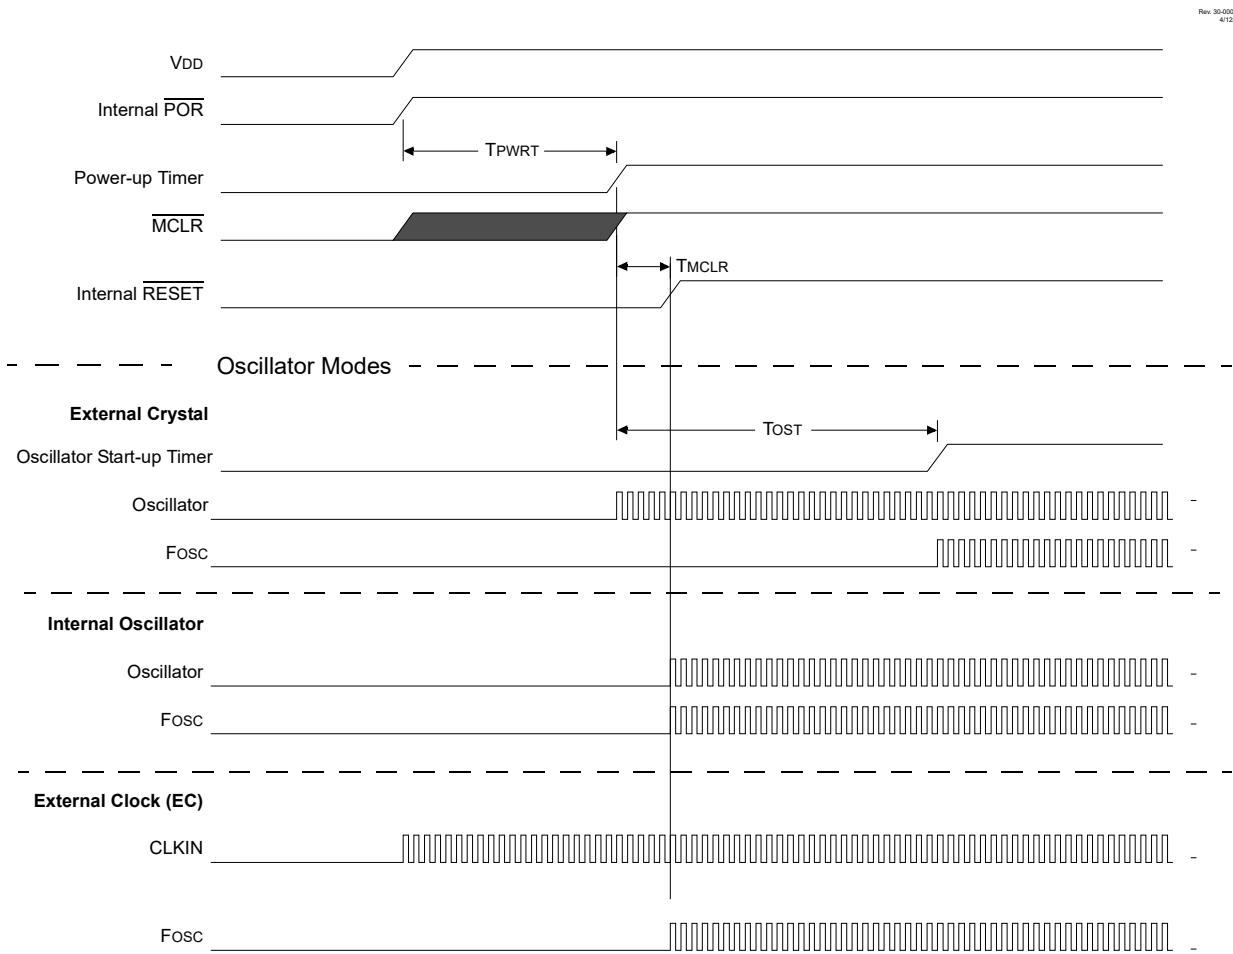 Rev. 30-000
4/12
VDD
Internal POR
TPWRT
Power-up Timer
MCLR
TMCLR
Internal RESET
Oscillator Modes
External Crystal
TOST
Oscillator Start-up Timer
Oscillator
FOSC
Internal Oscillator
Oscillator
FOSC
External Clock (EC)
CLKIN
FOSC